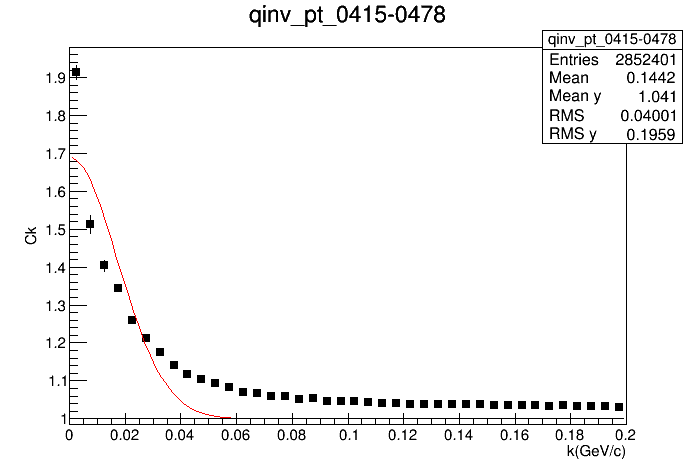 qinv_pt_0415-0478
qinv_pt_0415-0478
Entries 2852401
Mean 0.1442
Mean y 1.041
RMS 0.04001
RMS y 0.1959
Ck
1.9
1.8
1.7
1.6
1.5
1.4
1.3
1.2
1.1
1
0 0.02 0.04 0.06 0.08 0.1 0.12 0.14 0.16 0.18 0.2
k(GeV/c)